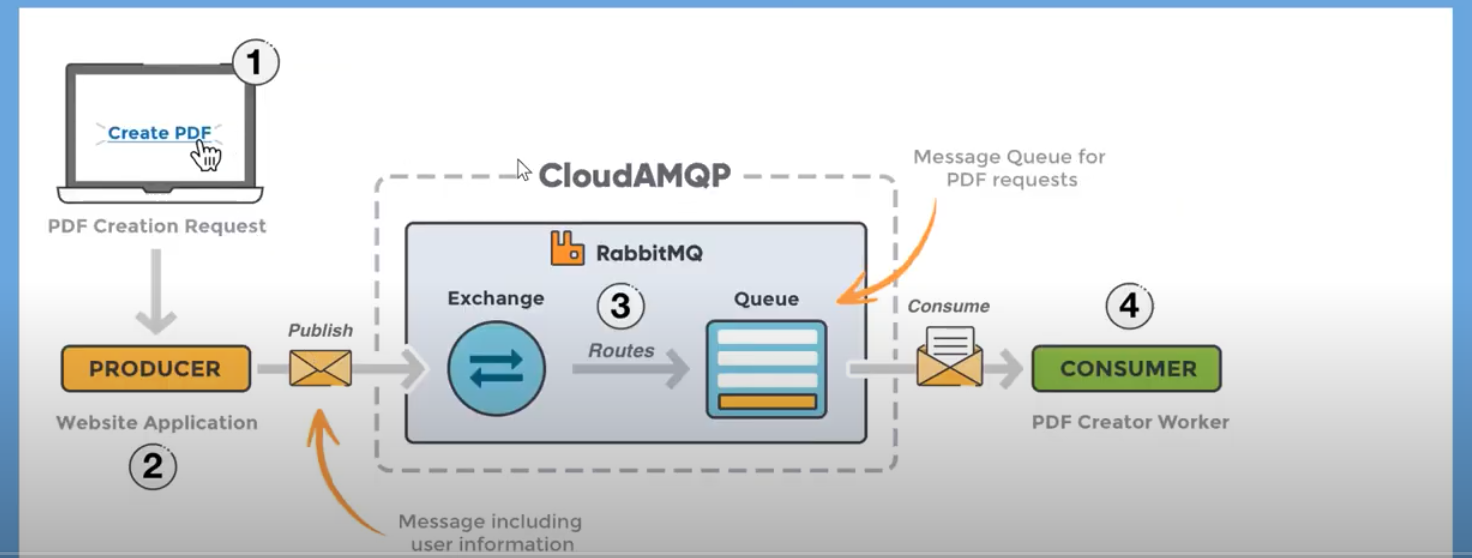 1
Create PDF
PDF Creation Request
PRODUCER
Website Application
2
Publish
Message including
user information
CloudAMQP
RabbitMQ
Exchange
3
Routes
Queue
Message Queue for
PDF requests
Consume
4
CONSUMER
PDF Creator Worker